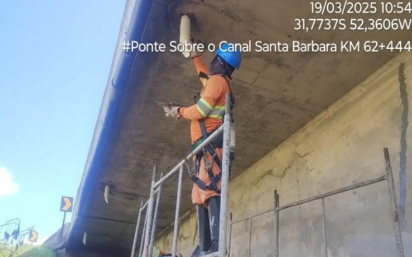 19/03/2025 10:54
31,7737S 52,3606W
#Ponte Sobre o Canal Santa Barbara KM 62+444